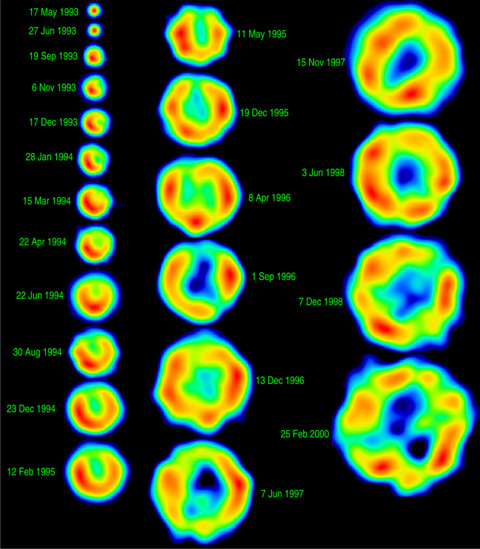 17 May 1993
27 Jun 1993
19 Sep 1993
6 Nov 1993
17 Dec 1993
28 Jan 1994
15 Mar 1994
22 Apr 1994
22 Jun 1994
30 Aug 1994
23 Dec 1994
12 Feb 1995
11 May 1995
19 Dec 1995
8 Apr 1996
1 Sep 1996
13 Dec 1996
7 Jun 1997
15 Nov 1997
3 Jun 1998
7 Dec 1998
25 Feb 2000